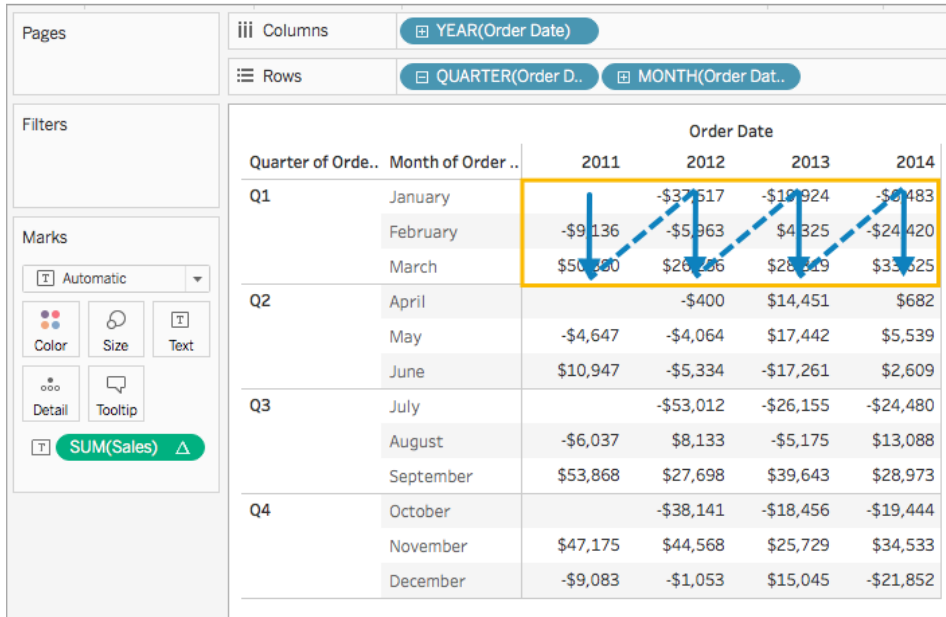 Pages
iii Columns
YEAR(Order Date)
Rows
QUARTER(Order D..
MONTH(Order Dat..
Filters
Marks
T Automatic
Color Size Text
Detail Tooltip
T SUM(Sales) Δ
Order Date
Quarter of Orde.. Month of Order .. 2011 2012 2013 2014
Q1 January -$37,517
February -$9,136 -$5,963 $4,325 -$24,420
March
Q2 April -$400 $14,451 $682
May -$4,647 -$4,064 $17,442 $5,539
June $10,947 -$5,334 -$17,261 $2,609
Q3 July -$53,012 -$26,155 -$24,480
August -$6,037 $8,133 -$5,175 $13,088
September $53,868 $27,698 $39,643 $28,973
Q4 October -$38,141 -$18,456 -$19,444
November $47,175 $44,568 $25,729 $34,533
December -$9,083 -$1,053 $15,045 -$21,852